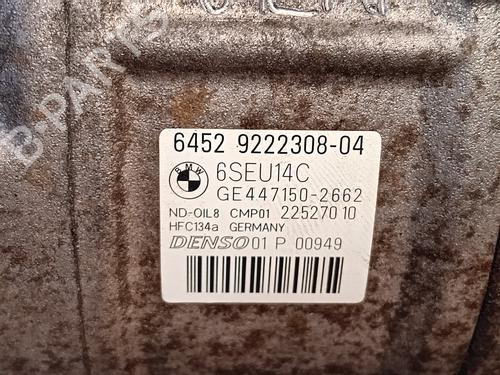 B-PARTS
6452 9222308-04
BMW
6SEU14C
GE447150-2662
ND-OIL8 CMP01 22527010
HFC134a GERMANY
DENSO 01 P 00949